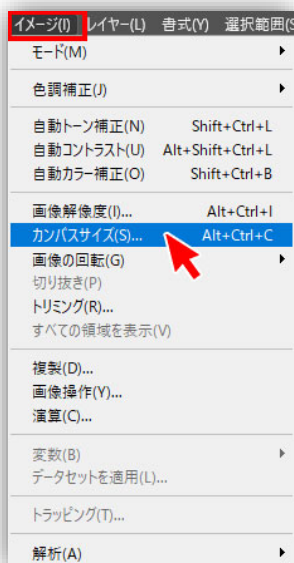 イメージ(I) レイヤー(L) 書式(Y) 選択範囲(S
モード(M)
色調補正(J)
自動トーン補正(N) Shift+Ctrl+L
自動コントラスト(U) Alt+Shift+Ctrl+L
自動カラー補正(O) Shift+Ctrl+B
画像解像度(I)... Alt+Ctrl+I
カンバスサイズ(S)... Alt+Ctrl+C
画像の回転(G)
切り抜き(P)
トリミング(R)...
すべての領域を表示(V)
複製(D)...
画像操作(Y)...
演算(C)...
変数(B)
データセットを適用(L)...
トラッピング(T)...
解析(A)